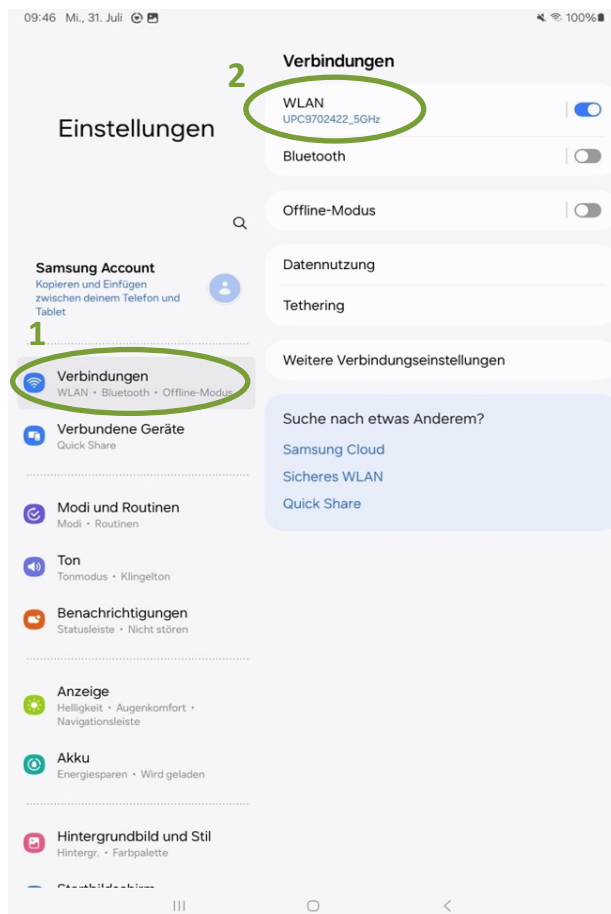 09:46 Mi., 31. Juli
100%
Einstellungen
Samsung Account
Kopieren und Einfügen
zwischen deinem Telefon und
Tablet
1
Verbindungen
WLAN • Bluetooth • Offline-Modus
Verbundene Geräte
Quick Share
Modi und Routinen
Modi • Routinen
Ton
Tonmodus • Klingelton
Benachrichtigungen
Statusleiste • Nicht stören
Anzeige
Helligkeit • Augenkomfort •
Navigationsleiste
Akku
Energiesparen • Wird geladen
Hintergrundbild und Stil
Hintergr. • Farbpalette
Startbildschirm
Verbindungen
2
WLAN
UPC9702422_5GHz
Bluetooth
Offline-Modus
Datennutzung
Tethering
Weitere Verbindungseinstellungen
Suche nach etwas Anderem?
Samsung Cloud
Sicheres WLAN
Quick Share